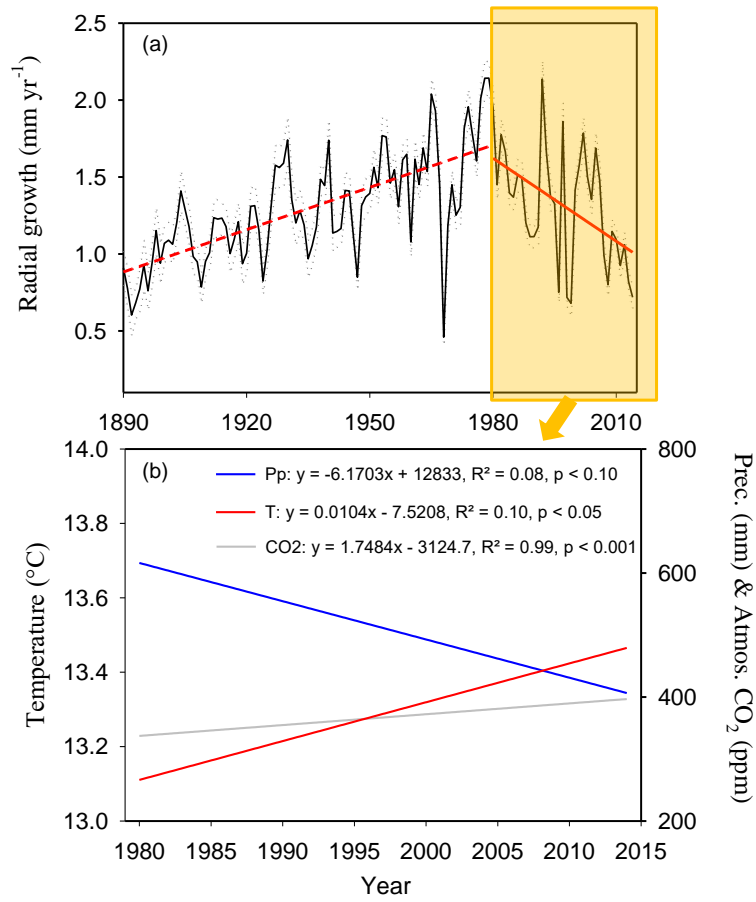 (a)
2.5
2.0
1.5
1.0
0.5
Radial growth (mm yr⁻¹)
1890 1920 1950 1980 2010
(b)
14.0
13.8
13.6
13.4
13.2
13.0
Temperature (°C)
Pp: y = -6.1703x + 12833, R² = 0.08, p < 0.10
T: y = 0.0104x - 7.5208, R² = 0.10, p < 0.05
CO2: y = 1.7484x - 3124.7, R² = 0.99, p < 0.001
800
600
400
200
Prec. (mm) & Atmos. CO₂ (ppm)
1980 1985 1990 1995 2000 2005 2010 2015
Year